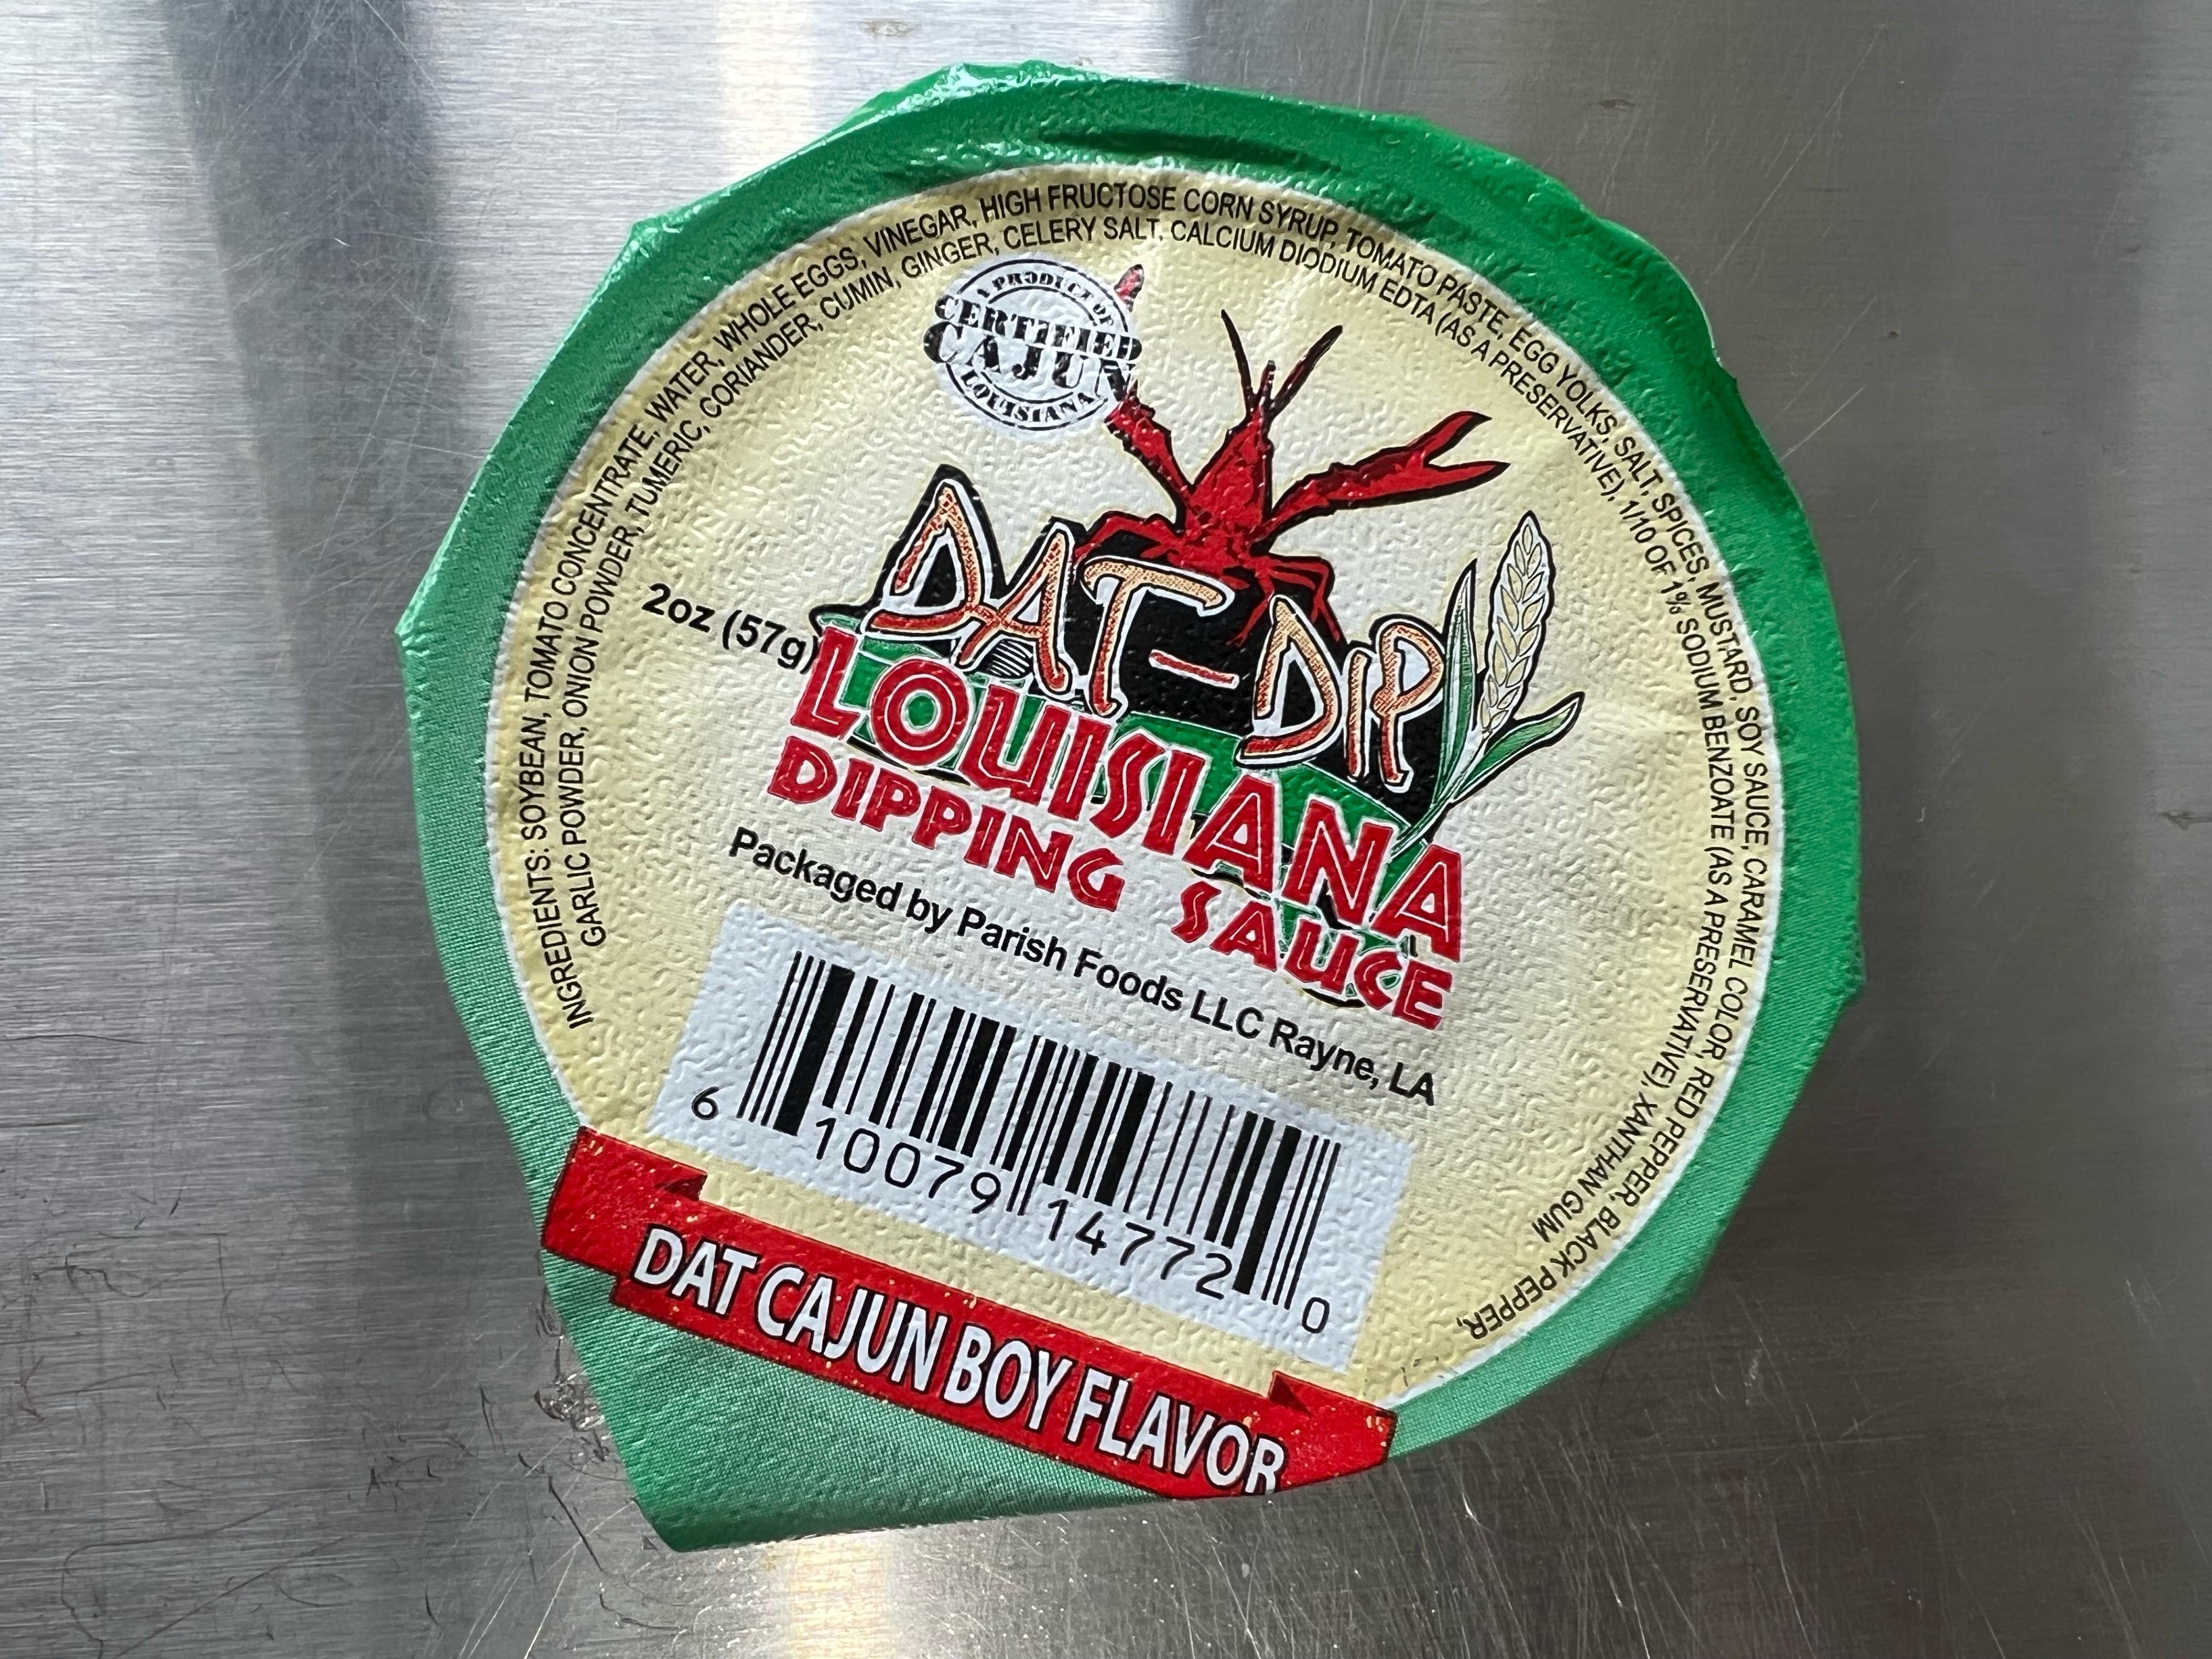 INGREDIENTS: SOYBEAN, TOMATO CONCENTRATE, WATER, WHOLE EGGS, VINEGAR, HIGH FRUCTOSE CORN SYRUP, TOMATO PASTE, EGG YOLKS, SALT, SPICES, MUSTARD, SOY SAUCE, CARAMEL COLOR, RED PEPPER, BLACK PEPPER,
GARLIC POWDER, ONION POWDER, TUMERIC, CORIANDER, CUMIN, GINGER, CELERY SALT, CALCIUM DIODIUM EDTA (AS A PRESERVATIVE), 1/10 OF 1% SODIUM BENZOATE (AS A PRESERVATIVE), XANTHAN GUM
A PRODUCT OF
CERTIFIED
CAJUN
LOUISIANA
2oz (57g)
DAT-DIP
LOUISIANA
DIPPING SAUCE
Packaged by Parish Foods LLC Rayne, LA
6 10079 14772 0
DAT CAJUN BOY FLAVOR